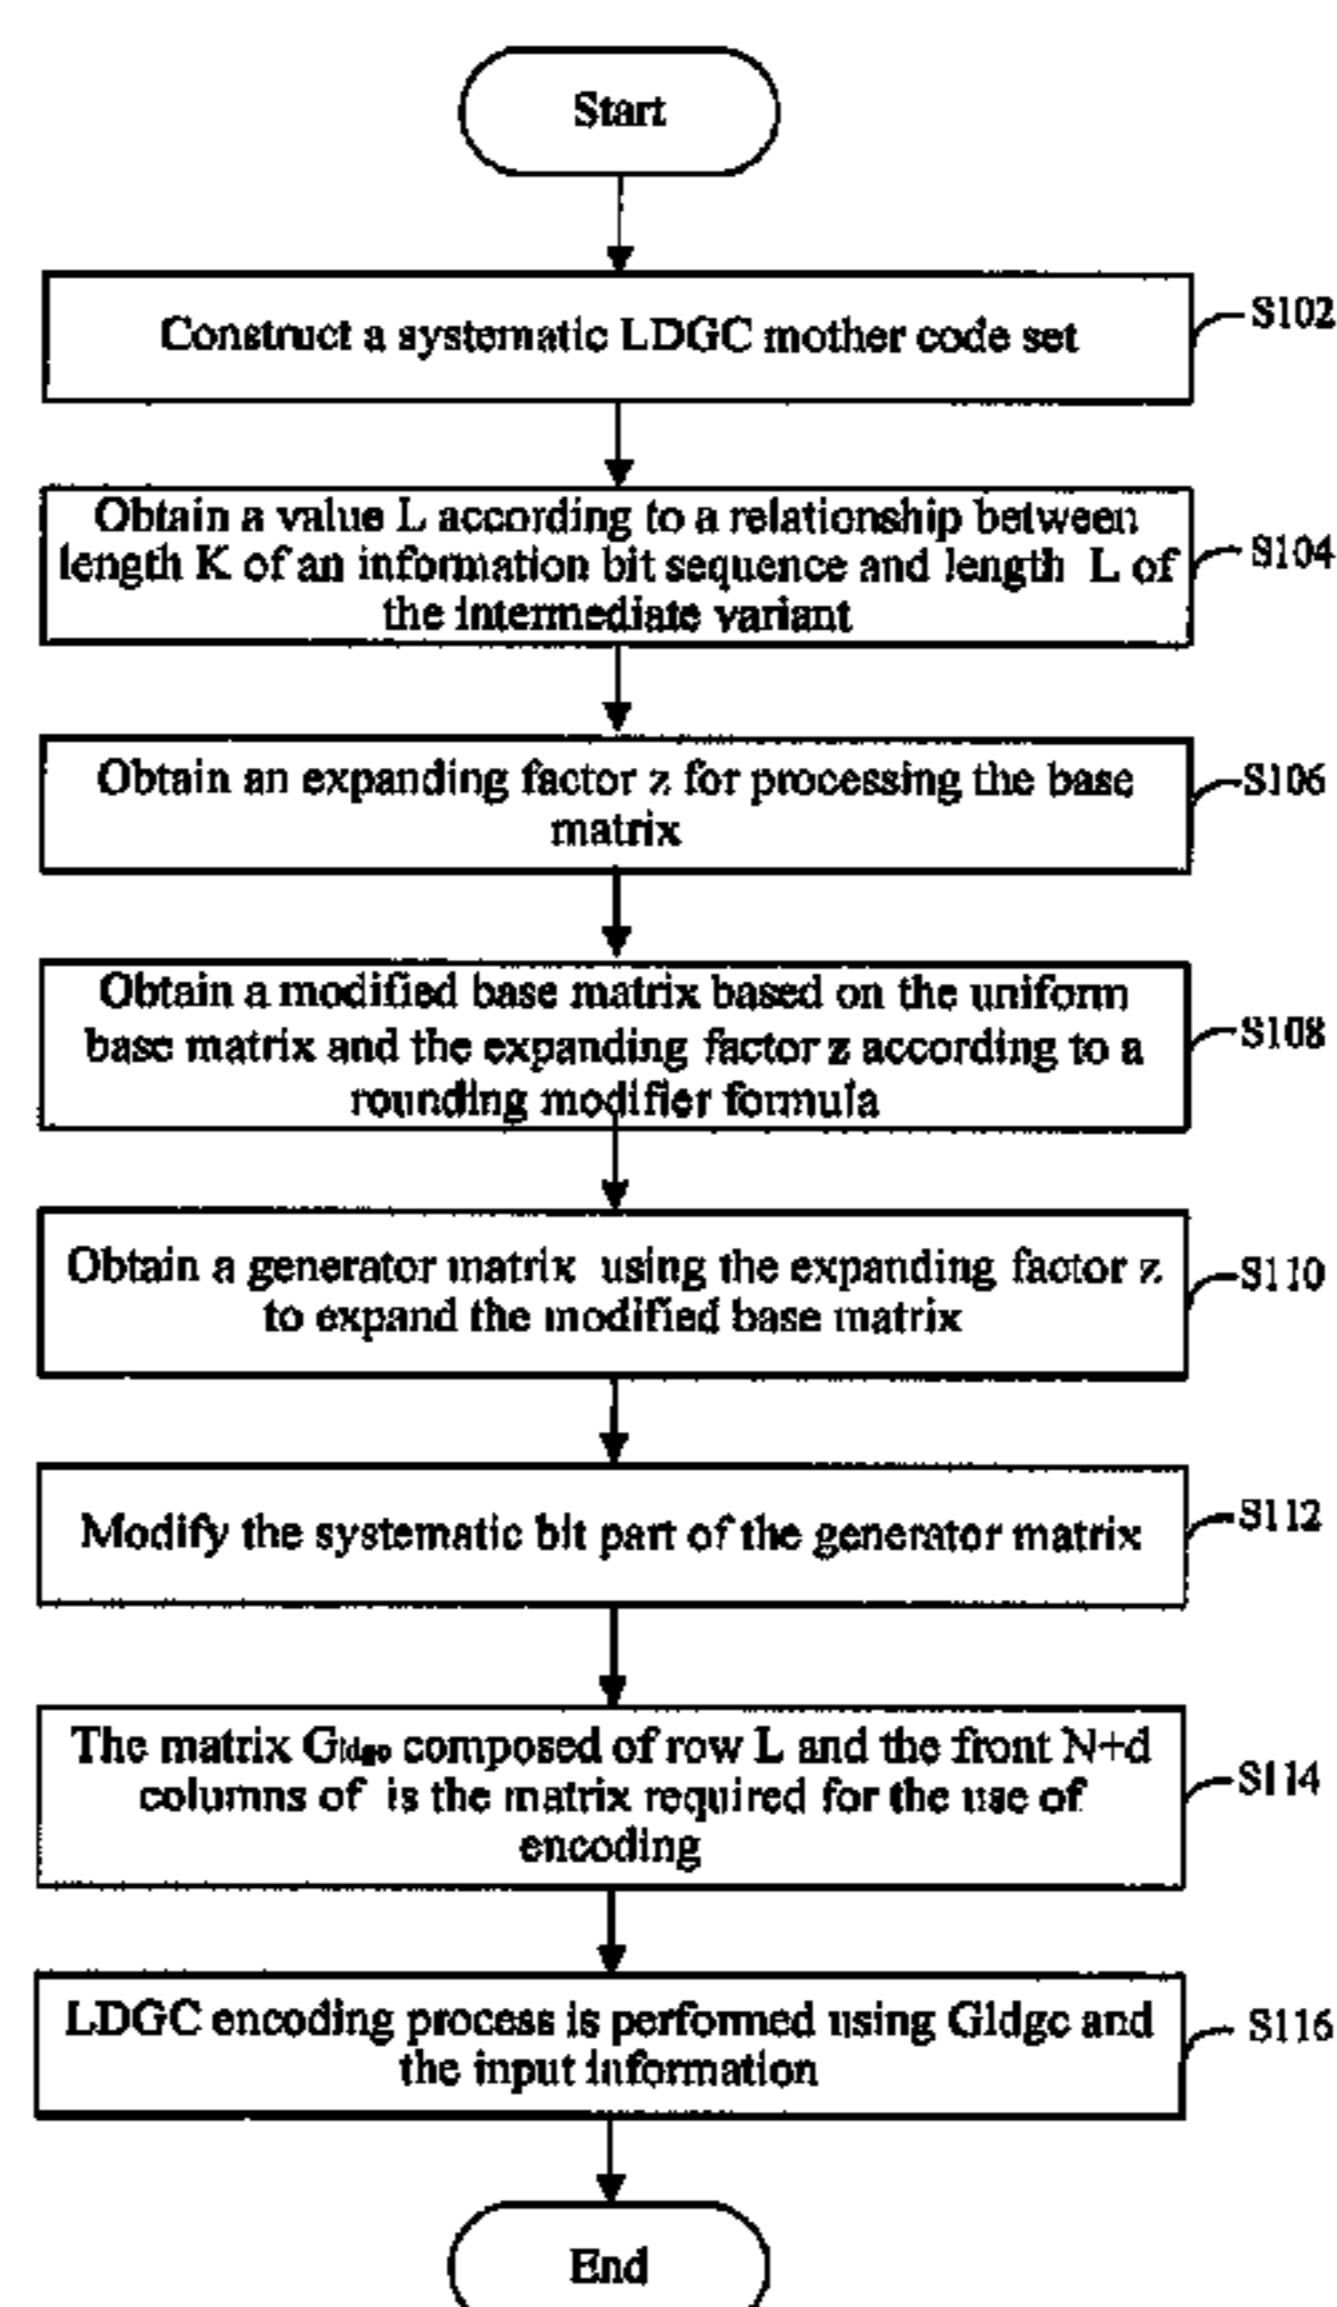 Start
Construct a systematic LDGC mother code set
S102
Obtain a value L according to a relationship between
length K of an information bit sequence and length L of
the intermediate variant
S104
Obtain an expanding factor z for processing the base
matrix
S106
Obtain a modified base matrix based on the uniform
base matrix and the expanding factor z according to a
rounding modifier formula
S108
Obtain a generator matrix using the expanding factor z
to expand the modified base matrix
S110
Modify the systematic bit part of the generator matrix
S112
The matrix Gldgc composed of row L and the front N+d
columns of is the matrix required for the use of
encoding
S114
LDGC encoding process is performed using Gldgc and
the input information
S116
End